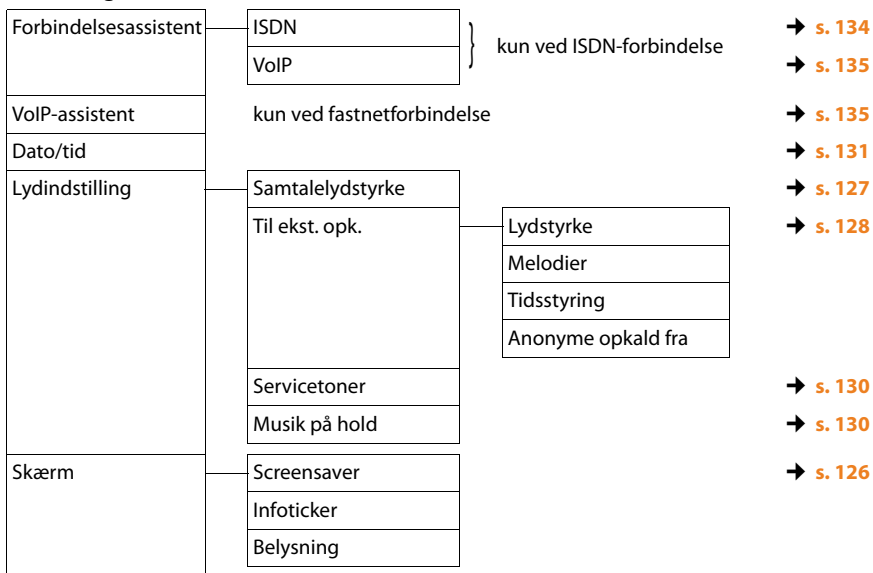 Forbindelsesassistent ISDN kun ved ISDN-forbindelse ➔ s. 134
VoIP ➔ s. 135
VoIP-assistent kun ved fastnetforbindelse ➔ s. 135
Dato/tid ➔ s. 131
Lydindstilling Samtalelydstyrke ➔ s. 127
Til ekst. opk. Lydstyrke ➔ s. 128
Melodier
Tidsstyring
Anonyme opkald fra
Servicetoner ➔ s. 130
Musik på hold ➔ s. 130
Skærm Screensaver ➔ s. 126
Infoticker
Belysning